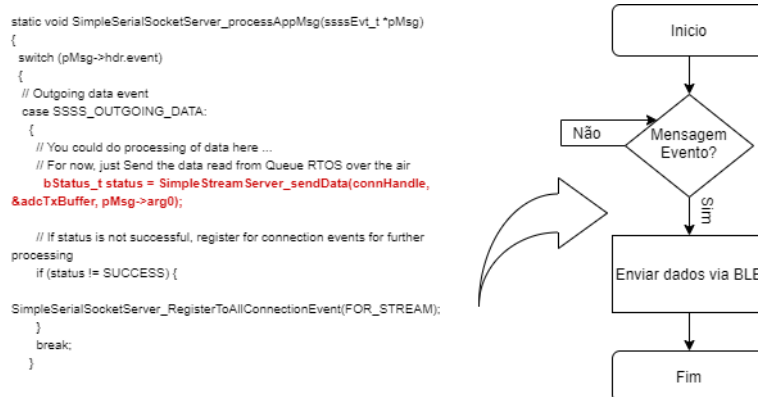 static void SimpleSerialSocketServer_processAppMsg(ssssEvt_t *pMsg)
{
switch (pMsg->hdr.event)
{
// Outgoing data event
case SSSS_OUTGOING_DATA:
{
// You could do processing of data here ...
// For now, just Send the data read from Queue RTOS over the air
bStatus_t status = SimpleStreamServer_sendData(connHandle,
&adcTxBuffer, pMsg->arg0);
// If status is not successful, register for connection events for further
processing
if (status != SUCCESS) {
SimpleSerialSocketServer_RegisterToAllConnectionEvent(FOR_STREAM);
}
break;
}
Inicio
Não
Mensagem
Evento?
Sim
Enviar dados via BLE
Fim